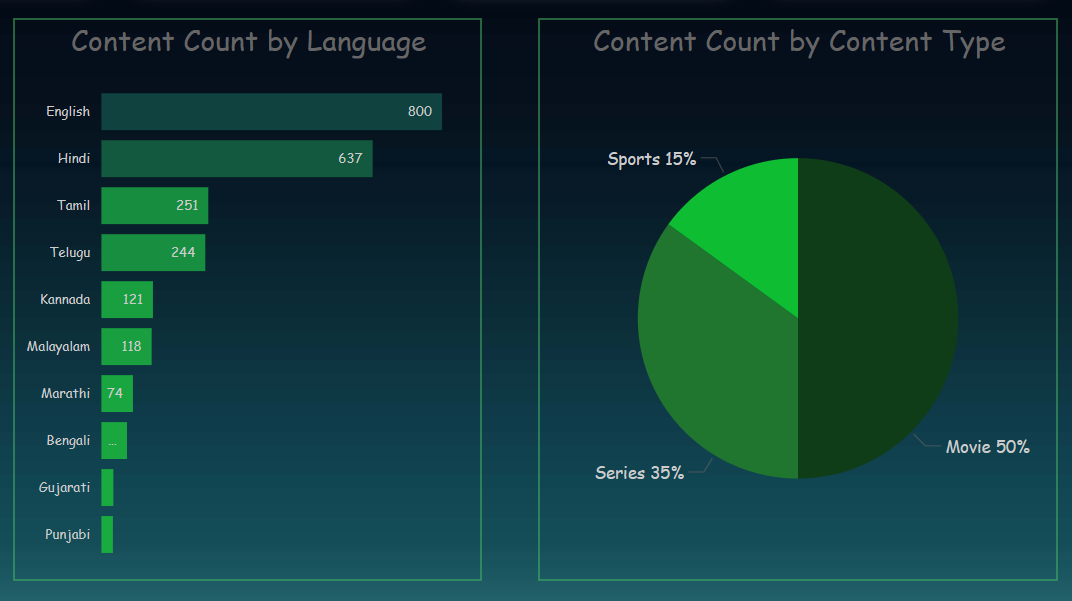 Content Count by Language
English 800
Hindi 637
Tamil 251
Telugu 244
Kannada 121
Malayalam 118
Marathi 74
Bengali ...
Gujarati
Punjabi
Content Count by Content Type
Sports 15%
Movie 50%
Series 35%